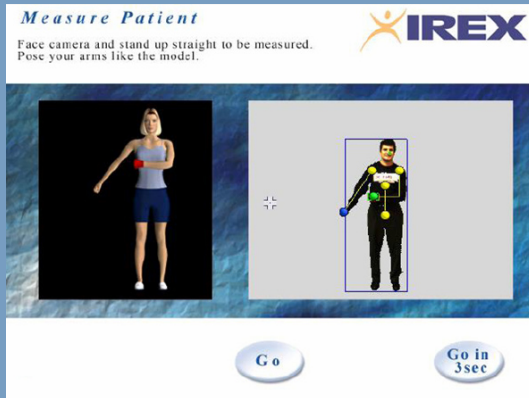 Measure Patient
IREX
Face camera and stand up straight to be measured.
Pose your arms like the model.
Go
Go in
3sec